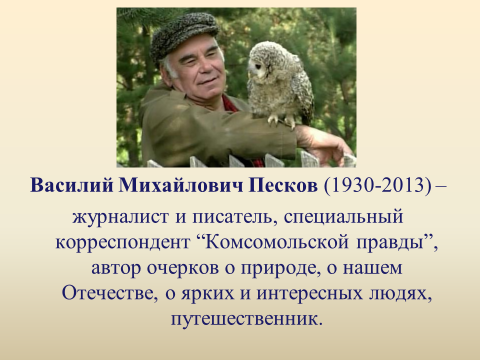 Василий Михайлович Песков (1930-2013) –
журналист и писатель, специальный
корреспондент “Комсомольской правды”,
автор очерков о природе, о нашем
Отечестве, о ярких и интересных людях,
путешественник.